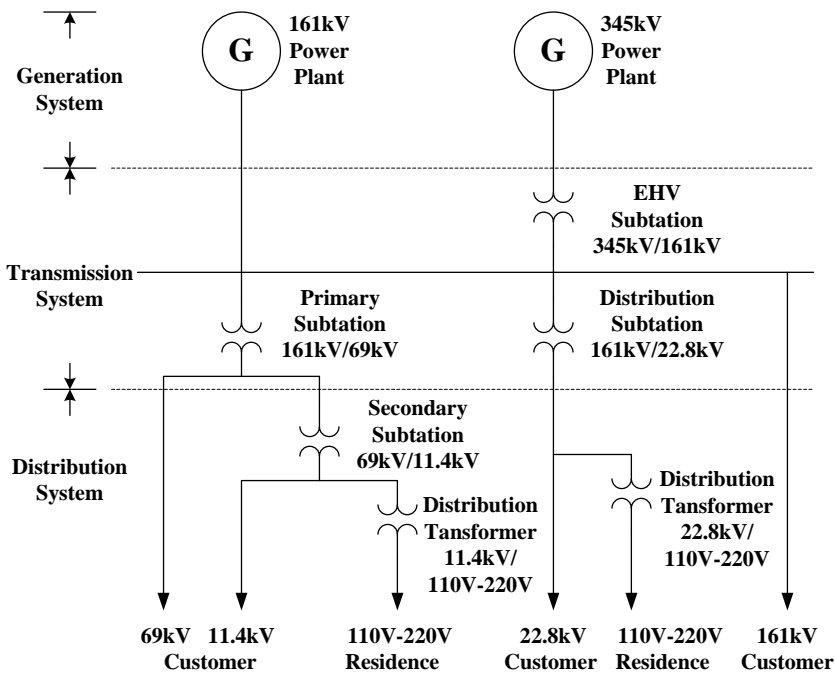 161kV
Power
Plant
G
345kV
Power
Plant
G
Generation
System
EHV
Subtation
345kV/161kV
Transmission
System
Primary
Subtation
161kV/69kV
Distribution
Subtation
161kV/22.8kV
Secondary
Subtation
69kV/11.4kV
Distribution
System
Distribution
Tansformer
11.4kV/
110V-220V
Distribution
Tansformer
22.8kV/
110V-220V
69kV 11.4kV
Customer
110V-220V
Residence
22.8kV
Customer
110V-220V
Residence
161kV
Customer